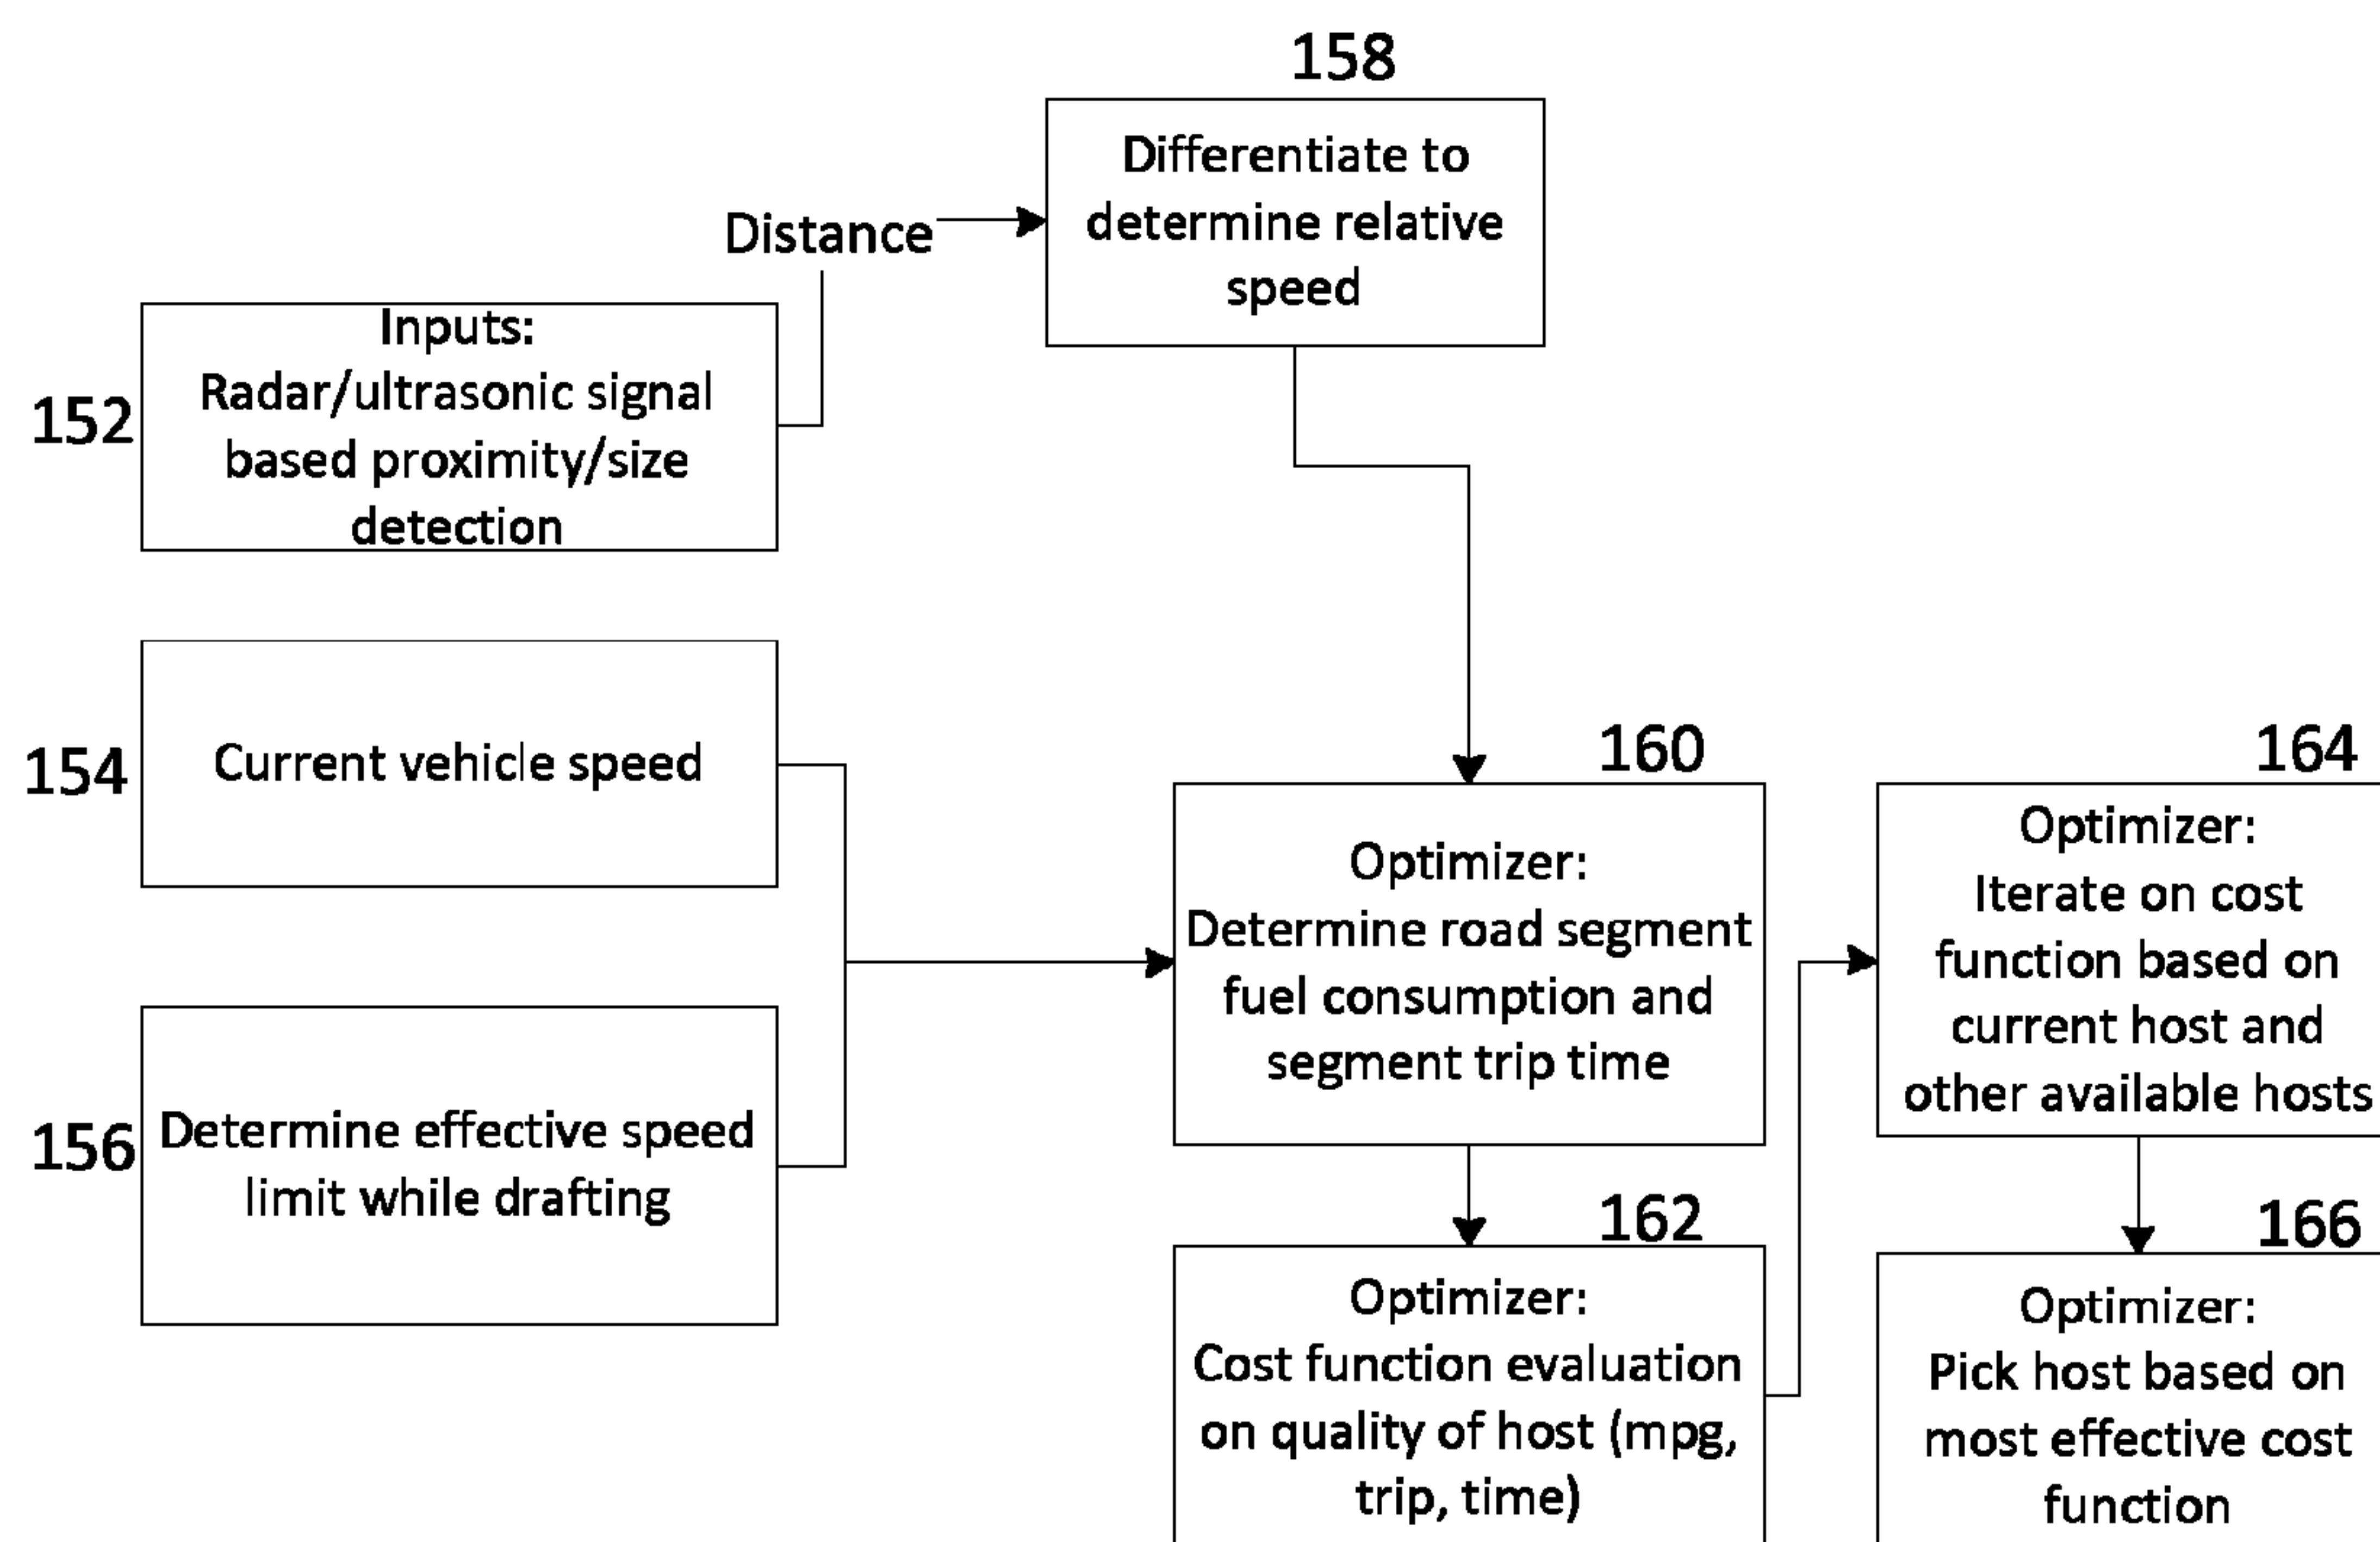 158
Differentiate to
determine relative
speed
Distance
Inputs:
Radar/ultrasonic signal
based proximity/size
detection
152
154
Current vehicle speed
156
Determine effective speed
limit while drafting
160
Optimizer:
Determine road segment
fuel consumption and
segment trip time
162
Optimizer:
Cost function evaluation
on quality of host (mpg,
trip, time)
164
Optimizer:
Iterate on cost
function based on
current host and
other available hosts
166
Optimizer:
Pick host based on
most effective cost
function